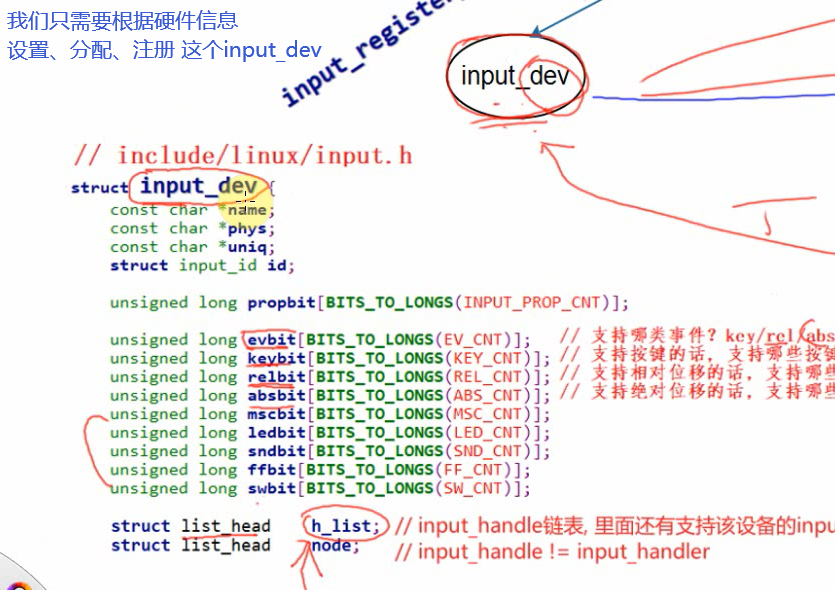 我们只需要根据硬件信息
设置、分配、注册 这个input_dev
input_register
input_dev
// include/linux/input.h
struct input_dev {
const char *name;
const char *phys;
const char *uniq;
struct input_id id;
unsigned long propbit[BITS_TO_LONGS(INPUT_PROP_CNT)];
unsigned long evbit[BITS_TO_LONGS(EV_CNT)]; // 支持哪类事件? key/rel/abs
unsigned long keybit[BITS_TO_LONGS(KEY_CNT)]; // 支持按键的话, 支持哪些按键
unsigned long relbit[BITS_TO_LONGS(REL_CNT)]; // 支持相对位移的话, 支持哪些
unsigned long absbit[BITS_TO_LONGS(ABS_CNT)]; // 支持绝对位移的话, 支持哪些
unsigned long mscbit[BITS_TO_LONGS(MSC_CNT)];
unsigned long ledbit[BITS_TO_LONGS(LED_CNT)];
unsigned long sndbit[BITS_TO_LONGS(SND_CNT)];
unsigned long ffbit[BITS_TO_LONGS(FF_CNT)];
unsigned long swbit[BITS_TO_LONGS(SW_CNT)];
struct list_head h_list; // input_handle链表, 里面还有支持该设备的inpu
struct list_head node; // input_handle != input_handler